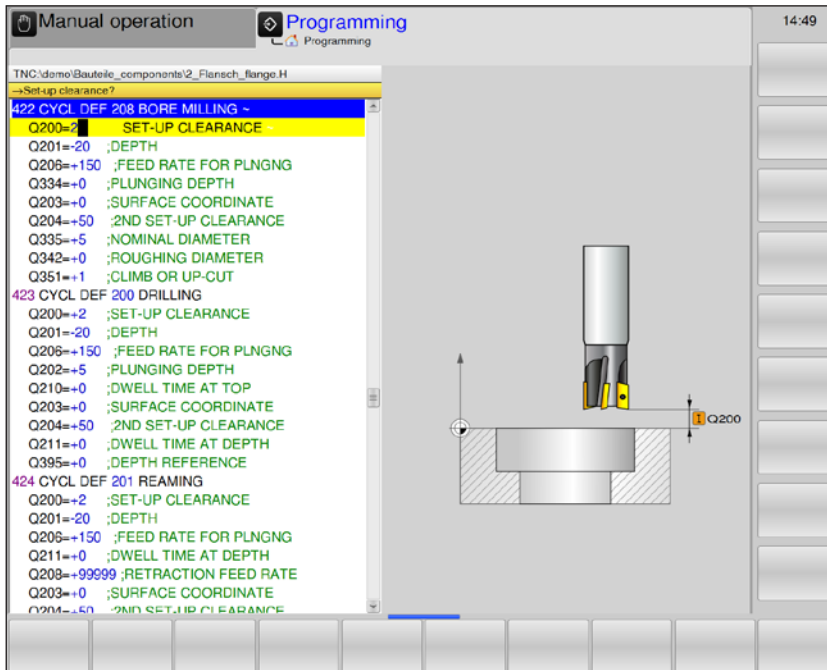 Manual operation
Programming
14:49
Programming
TNC:\demo\Bauteile_components\2_Flansch_flange.H
→Set-up clearance?
422 CYCL DEF 208 BORE MILLING ~
Q200=2 SET-UP CLEARANCE ~
Q201=-20 ;DEPTH
Q206=+150 ;FEED RATE FOR PLNGNG
Q334=+0 ;PLUNGING DEPTH
Q203=+0 ;SURFACE COORDINATE
Q204=+50 ;2ND SET-UP CLEARANCE
Q335=+5 ;NOMINAL DIAMETER
Q342=+0 ;ROUGHING DIAMETER
Q351=+1 ;CLIMB OR UP-CUT
423 CYCL DEF 200 DRILLING
Q200=+2 ;SET-UP CLEARANCE
Q201=-20 ;DEPTH
Q206=+150 ;FEED RATE FOR PLNGNG
Q202=+5 ;PLUNGING DEPTH
Q210=+0 ;DWELL TIME AT TOP
Q203=+0 ;SURFACE COORDINATE
Q204=+50 ;2ND SET-UP CLEARANCE
Q211=+0 ;DWELL TIME AT DEPTH
Q395=+0 ;DEPTH REFERENCE
424 CYCL DEF 201 REAMING
Q200=+2 ;SET-UP CLEARANCE
Q201=-20 ;DEPTH
Q206=+150 ;FEED RATE FOR PLNGNG
Q211=+0 ;DWELL TIME AT DEPTH
Q208=+99999 ;RETRACTION FEED RATE
Q203=+0 ;SURFACE COORDINATE
Q204=+50 ;2ND SET-UP CLEARANCE
Q200